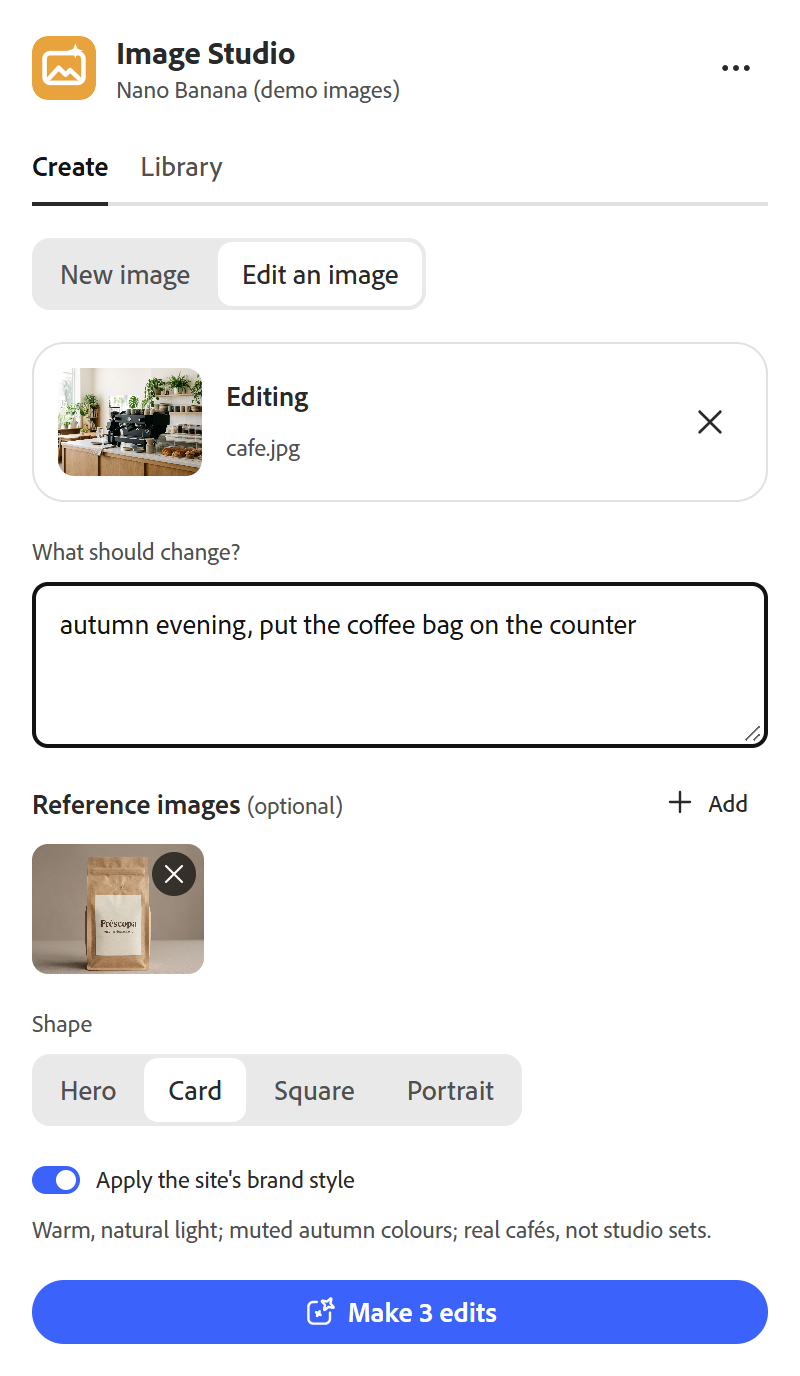 Image Studio
Nano Banana (demo images)
Create
Library
New image
Edit an image
Editing
cafe.jpg
What should change?
autumn evening, put the coffee bag on the counter
Reference images (optional)
Add
Fréscopa
Shape
Hero
Card
Square
Portrait
Apply the site's brand style
Warm, natural light; muted autumn colours; real cafés, not studio sets.
Make 3 edits